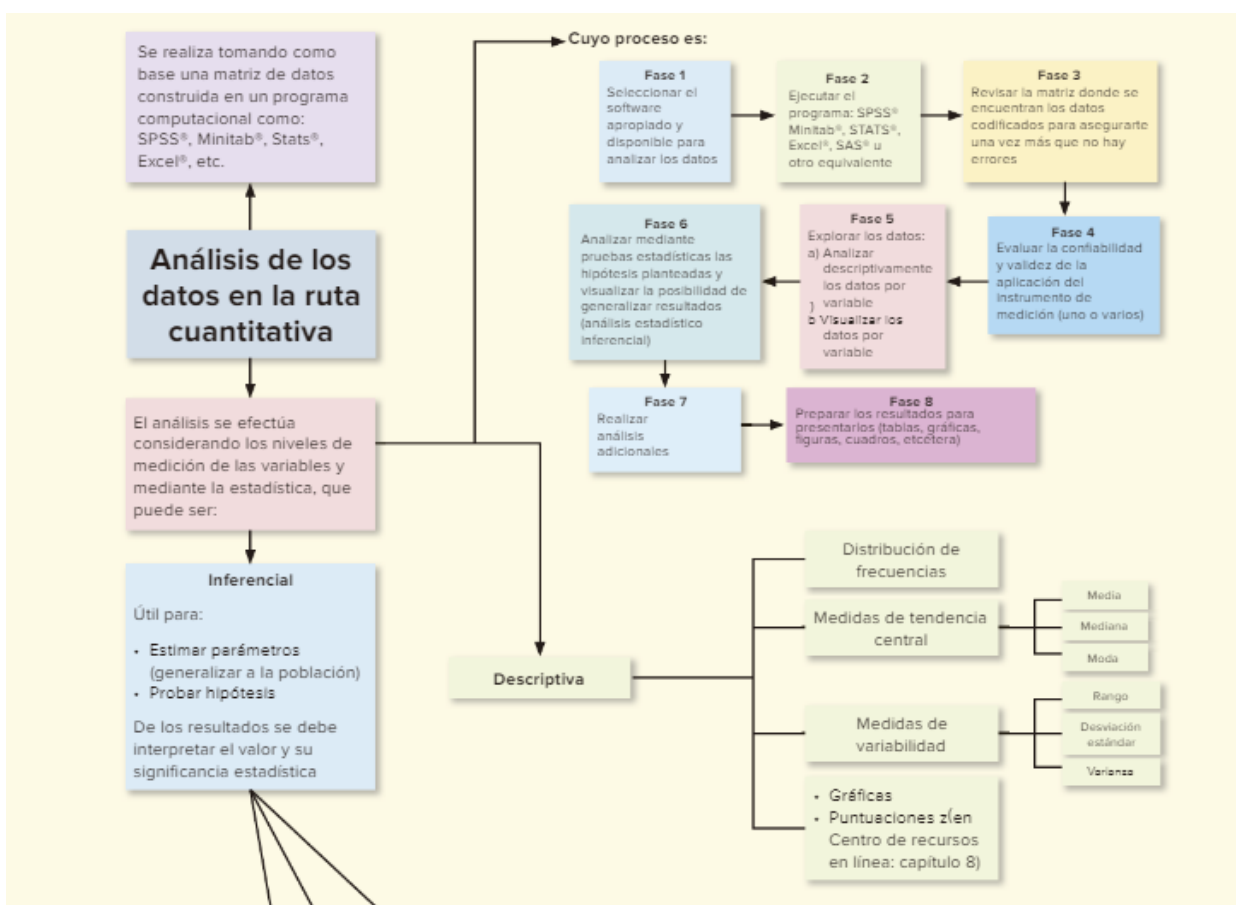 Se realiza tomando como
base una matriz de datos
construida en un programa
computacional como:
SPSS®, Minitab®, Stats®,
Excel®, etc.
Análisis de los
datos en la ruta
cuantitativa
El análisis se efectúa
considerando los niveles de
medición de las variables y
mediante la estadística, que
puede ser:
Inferencial
Útil para:
• Estimar parámetros
(generalizar a la población)
• Probar hipótesis
De los resultados se debe
interpretar el valor y su
significancia estadística
Cuyo proceso es:
Fase 1
Seleccionar el
software
apropiado y
disponible para
analizar los datos
Fase 2
Ejecutar el
programa: SPSS®
Minitab®, STATS®,
Excel®, SAS® u
otro equivalente
Fase 3
Revisar la matriz donde se
encuentran los datos
codificados para asegurarte
una vez más que no hay
errores
Fase 4
Evaluar la confiabilidad
y validez de la
aplicación del
instrumento de
medición (uno o varios)
Fase 5
Explorar los datos:
a) Analizar
descriptivamente
los datos por
) variable
b Visualizar los
datos por
variable
Fase 6
Analizar mediante
pruebas estadísticas las
hipótesis planteadas y
visualizar la posibilidad de
generalizar resultados
(análisis estadístico
inferencial)
Fase 7
Realizar
análisis
adicionales
Fase 8
Preparar los resultados para
presentarlos (tablas, gráficas,
figuras, cuadros, etcétera)
Descriptiva
Distribución de
frecuencias
Medidas de tendencia
central
Media
Mediana
Moda
Medidas de
variabilidad
Rango
Desviación
estándar
Varianza
• Gráficas
• Puntuaciones z(en
Centro de recursos
en línea: capítulo 8)